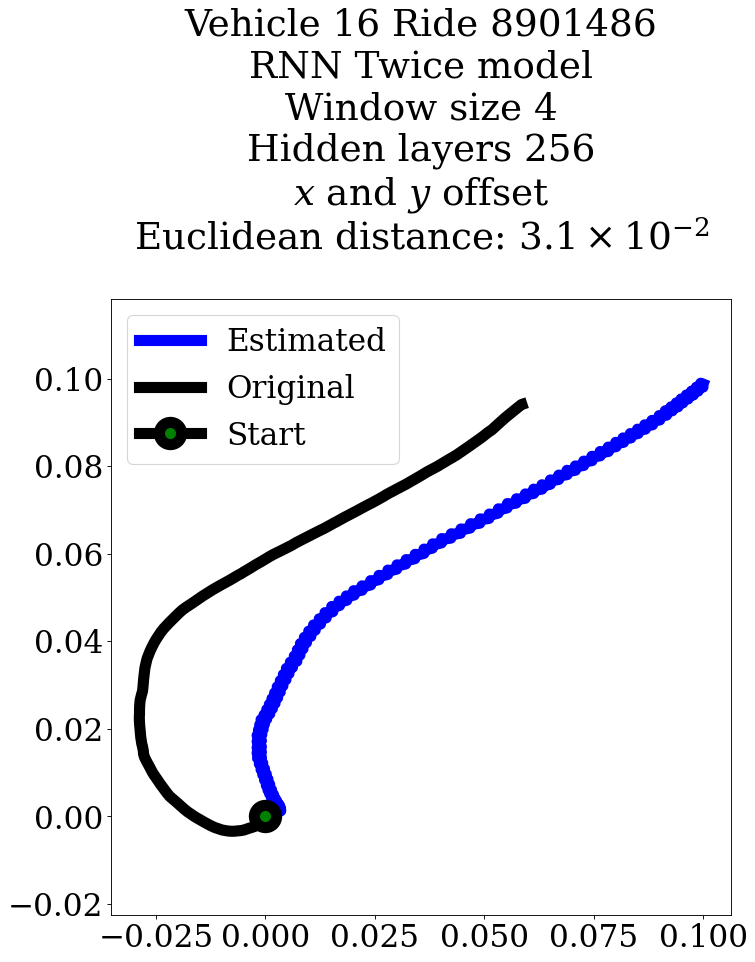 Vehicle 16 Ride 8901486
RNN Twice model
Window size 4
Hidden layers 256
x and y offset
Euclidean distance: 3.1 × 10⁻²
Estimated
Original
Start
0.10
0.08
0.06
0.04
0.02
0.00
−0.02
−0.025 0.000 0.025 0.050 0.075 0.100